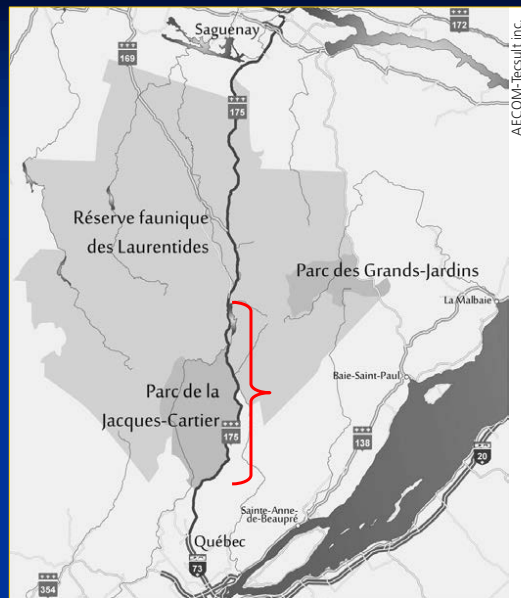 Saguenay
172
169
175
Réserve faunique
des Laurentides
Parc des Grands-Jardins
La Malbaie
Baie-Saint-Paul
Parc de la
Jacques-Cartier
175
138
20
Sainte-Anne-
de-Beaupré
Québec
73
354
AECOM-Tecsult inc.